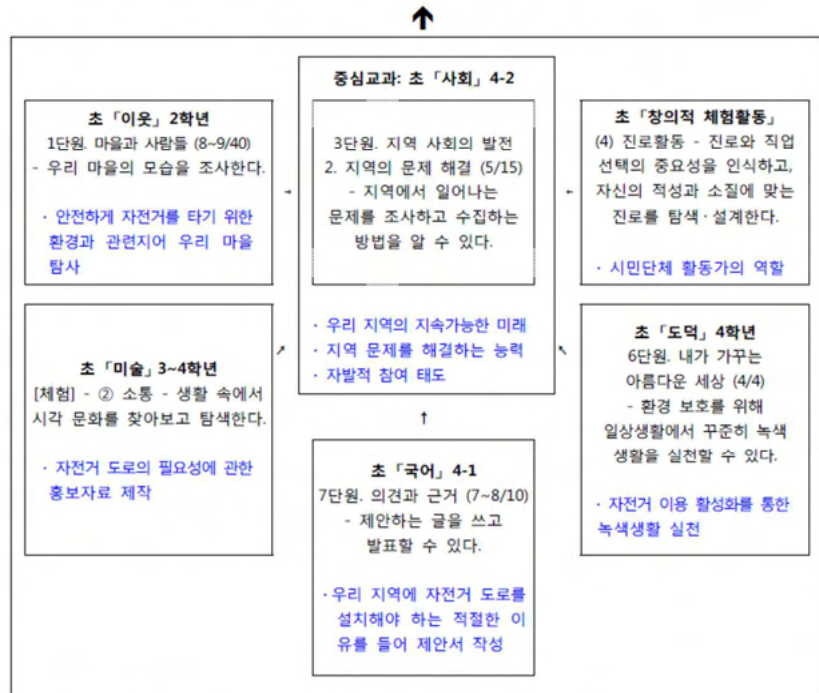 중심교과: 초「사회」4-2
3단원. 지역 사회의 발전
2. 지역의 문제 해결 (5/15)
- 지역에서 일어나는
문제를 조사하고 수집하는
방법을 알 수 있다.
· 우리 지역의 지속가능한 미래
· 지역 문제를 해결하는 능력
· 자발적 참여 태도
초「이웃」2학년
1단원. 마을과 사람들 (8~9/40)
- 우리 마을의 모습을 조사한다.
· 안전하게 자전거를 타기 위한
환경과 관련지어 우리 마을
탐사
초「창의적 체험활동」
(4) 진로활동 - 진로와 직업
선택의 중요성을 인식하고,
자신의 적성과 소질에 맞는
진로를 탐색·설계한다.
· 시민단체 활동가의 역할
초「미술」3~4학년
[체험] - ② 소통 - 생활 속에서
시각 문화를 찾아보고 탐색한다.
· 자전거 도로의 필요성에 관한
홍보자료 제작
초「도덕」4학년
6단원. 내가 가꾸는
아름다운 세상 (4/4)
- 환경 보호를 위해
일상생활에서 꾸준히 녹색
생활을 실천할 수 있다.
· 자전거 이용 활성화를 통한
녹색생활 실천
초「국어」4-1
7단원. 의견과 근거 (7~8/10)
- 제안하는 글을 쓰고
발표할 수 있다.
· 우리 지역에 자전거 도로를
설치해야 하는 적절한 이
유를 들어 제안서 작성